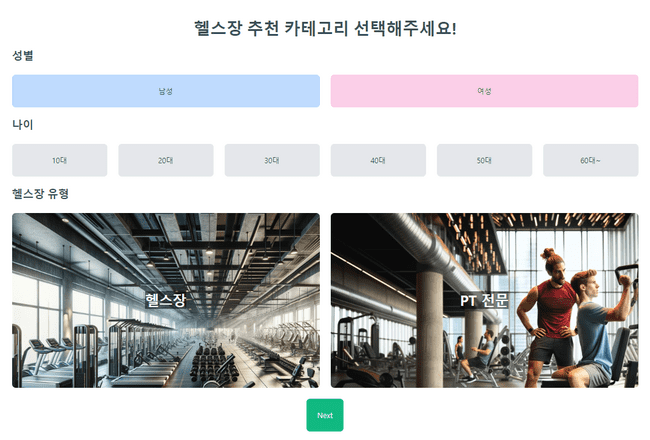 헬스장 추천 카테고리 선택해주세요!
성별
남성
여성
나이
10대
20대
30대
40대
50대
60대~
헬스장 유형
헬스장
PT 전문
Next